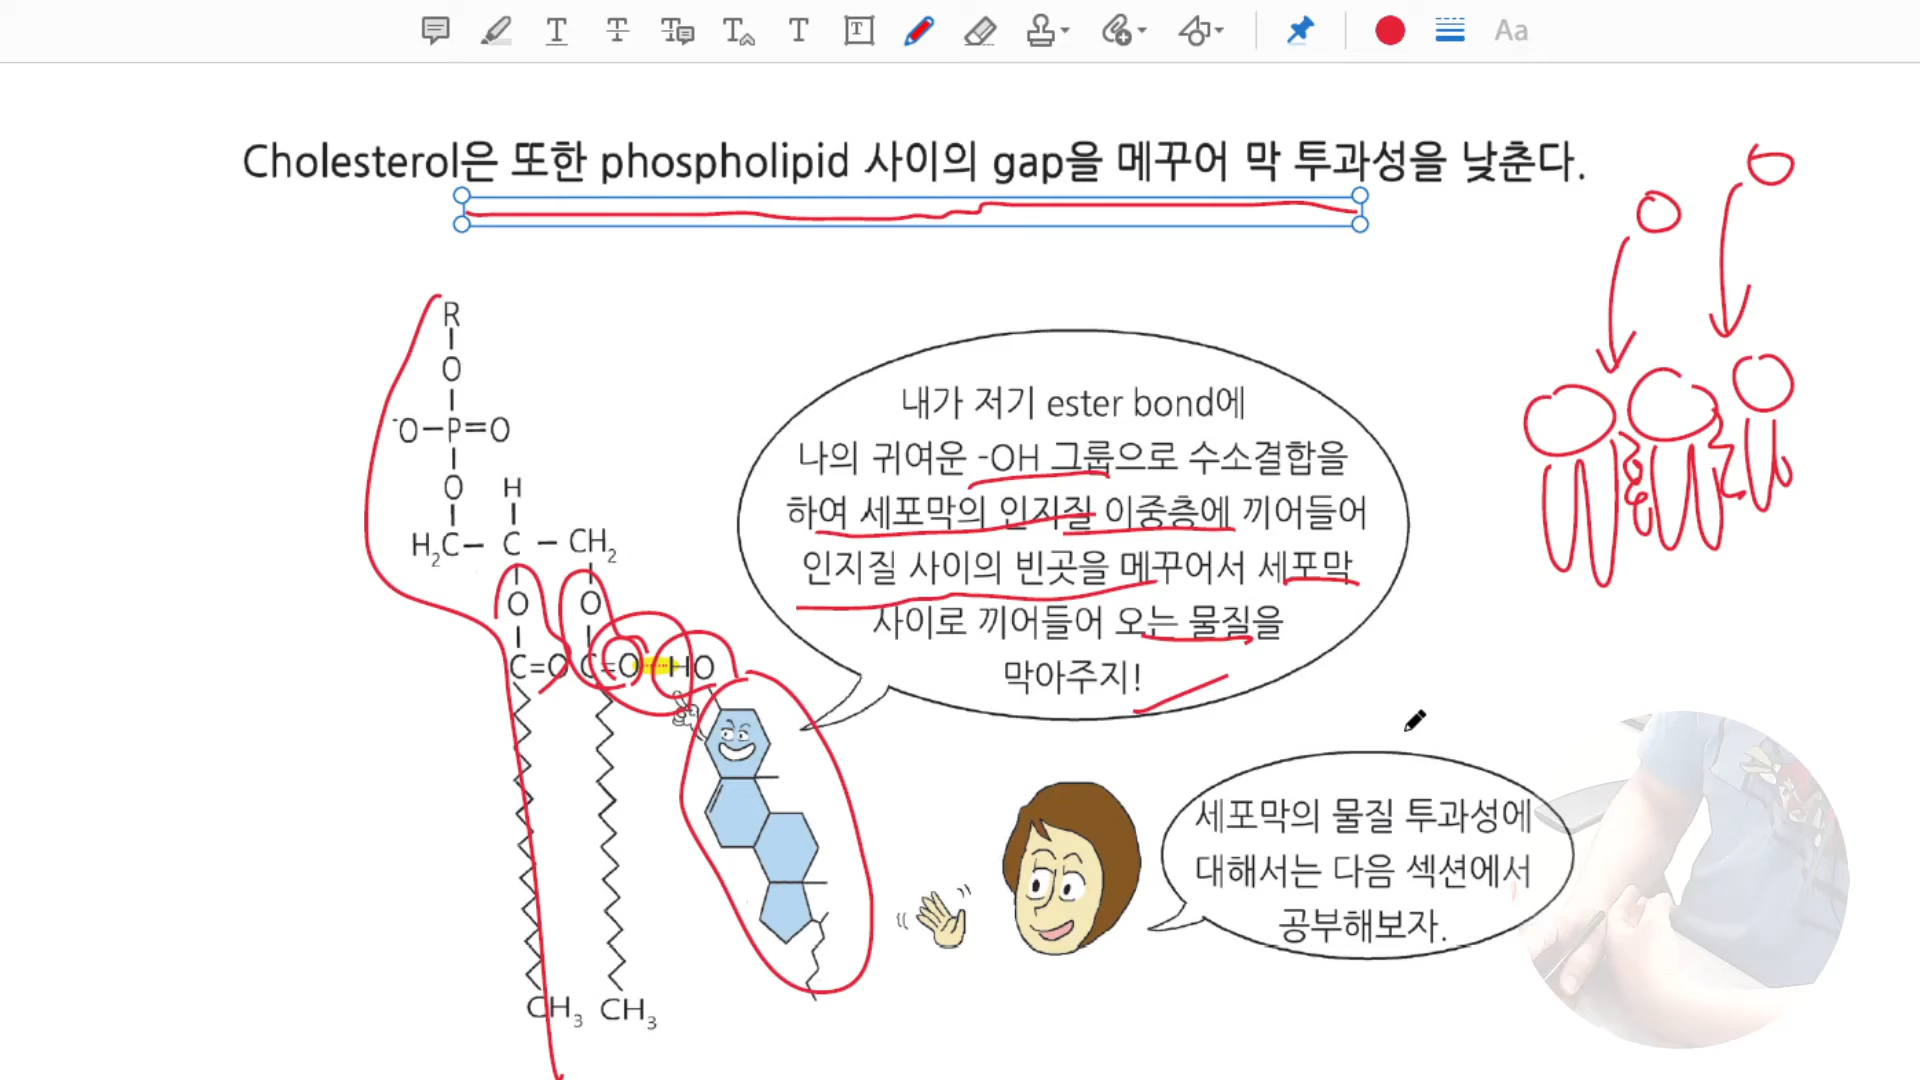 Aa
Cholesterol은 또한 phospholipid 사이의 gap을 메꾸어 막 투과성을 낮춘다.
R
O
-O-P=O
O H
H2C- C - CH2
O O
C=O C=O HO
CH3 CH3
내가 저기 ester bond에
나의 귀여운 -OH 그룹으로 수소결합을
하여 세포막의 인지질 이중층에 끼어들어
인지질 사이의 빈곳을 메꾸어서 세포막
사이로 끼어들어 오는 물질을
막아주지!
세포막의 물질 투과성에
대해서는 다음 섹션에서
공부해보자.